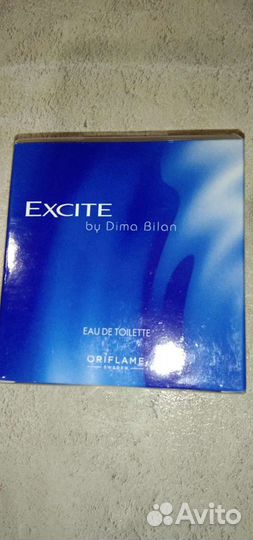 EXCITE
by Dima Bilan
EAU DE TOILETTE
ORIFLAME
SWEDEN
Avito